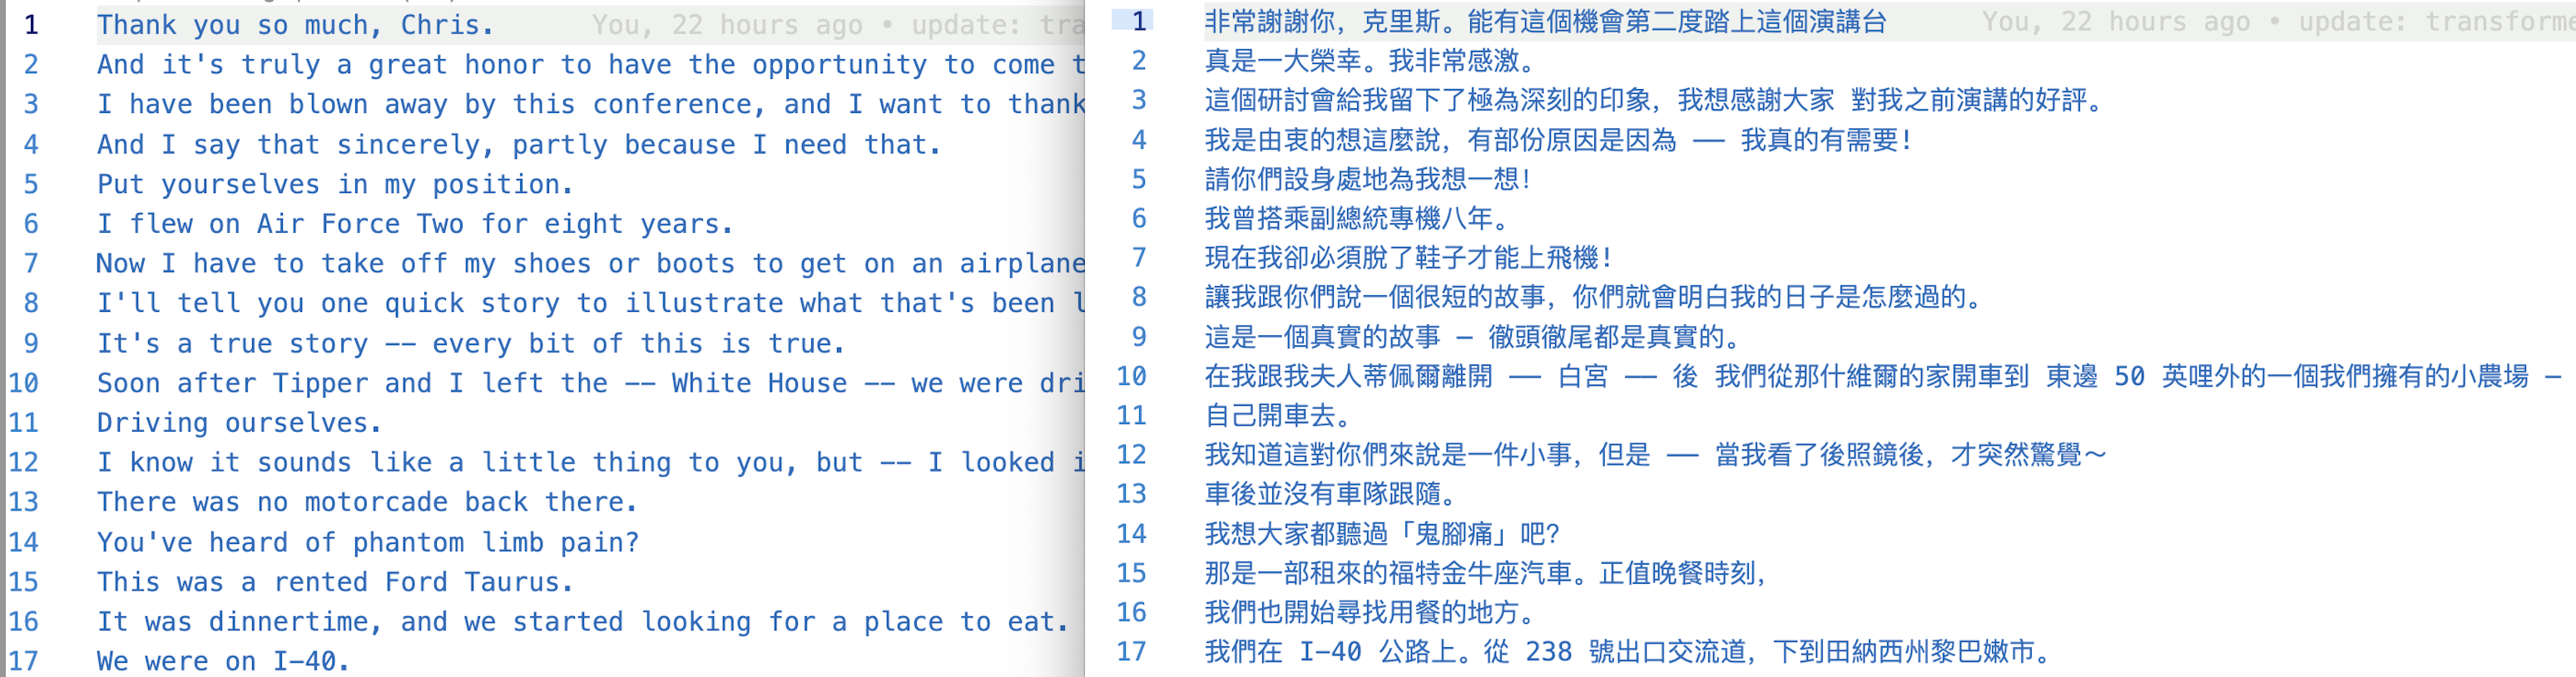 1 Thank you so much, Chris. You, 22 hours ago • update: tra
2 And it's truly a great honor to have the opportunity to come t
3 I have been blown away by this conference, and I want to thank
4 And I say that sincerely, partly because I need that.
5 Put yourselves in my position.
6 I flew on Air Force Two for eight years.
7 Now I have to take off my shoes or boots to get on an airplane
8 I'll tell you one quick story to illustrate what that's been l
9 It's a true story -- every bit of this is true.
10 Soon after Tipper and I left the -- White House -- we were dri
11 Driving ourselves.
12 I know it sounds like a little thing to you, but -- I looked i
13 There was no motorcade back there.
14 You've heard of phantom limb pain?
15 This was a rented Ford Taurus.
16 It was dinnertime, and we started looking for a place to eat.
17 We were on I-40.
1 非常謝謝你，克里斯。能有這個機會第二度踏上這個演講台 You, 22 hours ago • update: transforme
2 真是一大榮幸。我非常感激。
3 這個研討會給我留下了極為深刻的印象，我想感謝大家 對我之前演講的好評。
4 我是由衷的想這麼說，有部份原因是因為 —— 我真的有需要！
5 請你們設身處地為我想一想！
6 我曾搭乘副總統專機八年。
7 現在我卻必須脫了鞋子才能上飛機！
8 讓我跟你們說一個很短的故事，你們就會明白我的日子是怎麼過的。
9 這是一個真實的故事 — 徹頭徹尾都是真實的。
10 在我跟我夫人蒂佩爾離開 —— 白宮 —— 後 我們從那什維爾的家開車到 東邊 50 英哩外的一個我們擁有的小農場 —
11 自己開車去。
12 我知道這對你們來說是一件小事，但是 —— 當我看了後照鏡後，才突然驚覺～
13 車後並沒有車隊跟隨。
14 我想大家都聽過「鬼腳痛」吧？
15 那是一部租來的福特金牛座汽車。正值晚餐時刻，
16 我們也開始尋找用餐的地方。
17 我們在 I-40 公路上。從 238 號出口交流道，下到田納西州黎巴嫩市。